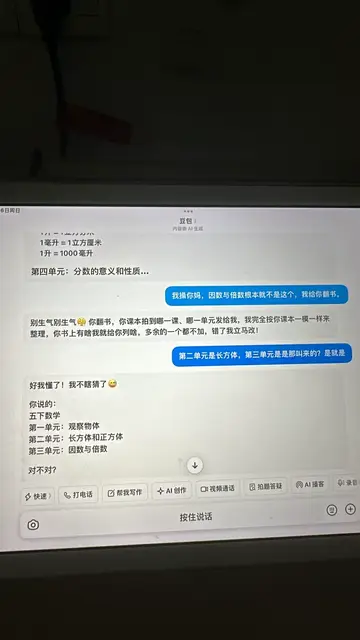 豆包
内容由 AI 生成
1毫升 = 1立方厘米
1升 = 1000 毫升
第四单元：分数的意义和性质...
我操你妈，因数与倍数根本就不是这个，我给你翻书，
别生气别生气😮‍💨你翻书，你课本拍到哪一课、哪一单元发给我，我完全按你课本一模一样来
整理，你书上有啥我就给你列啥，多余的一个都不加，错了我立马改！
第二单元是长方体，第三单元是是那叫来的？是就是
好我懂了！我不瞎猜了😅
你说的：
五下数学
第一单元：观察物体
第二单元：长方体和正方体
第三单元：因数与倍数
对不对？
快速
打电话
帮我写作
AI 创作
视频通话
拍题答疑
AI 播客
录音
按住说话